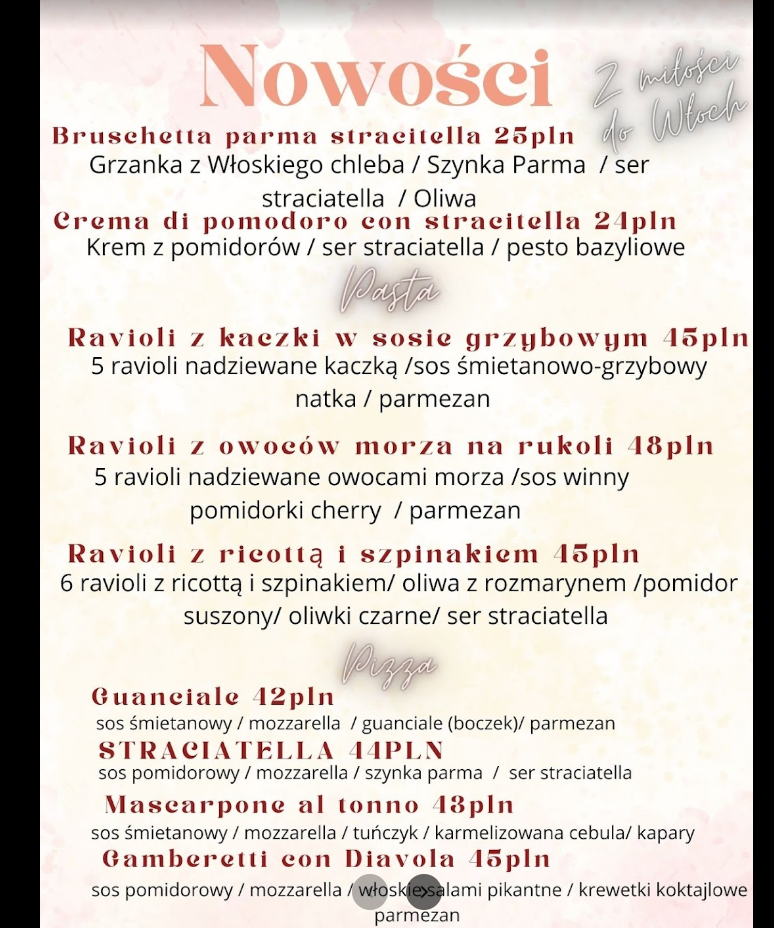 Nowości
Z miłości
do Włoch
Bruschetta parma stracitella 25pln
Grzanka z Włoskiego chleba / Szynka Parma / ser
straciatella / Oliwa
Crema di pomodoro con stracitella 24pln
Krem z pomidorów / ser straciatella / pesto bazyliowe
Pasta
Ravioli z kaczki w sosie grzybowym 45pln
5 ravioli nadziewane kaczką /sos śmietanowo-grzybowy
natka / parmezan
Ravioli z owoców morza na rukoli 48pln
5 ravioli nadziewane owocami morza /sos winny
pomidorki cherry / parmezan
Ravioli z ricottą i szpinakiem 45pln
6 ravioli z ricottą i szpinakiem/ oliwa z rozmarynem /pomidor
suszony/ oliwki czarne/ ser straciatella
Pizza
Guanciale 42pln
sos śmietanowy / mozzarella / guanciale (boczek)/ parmezan
STRACIATELLA 44PLN
sos pomidorowy / mozzarella / szynka parma / ser straciatella
Mascarpone al tonno 43pln
sos śmietanowy / mozzarella / tuńczyk / karmelizowana cebula/ kapary
Gamberetti con Diavola 45pln
sos pomidorowy / mozzarella / włoskie salami pikantne / krewetki koktajlowe
parmezan